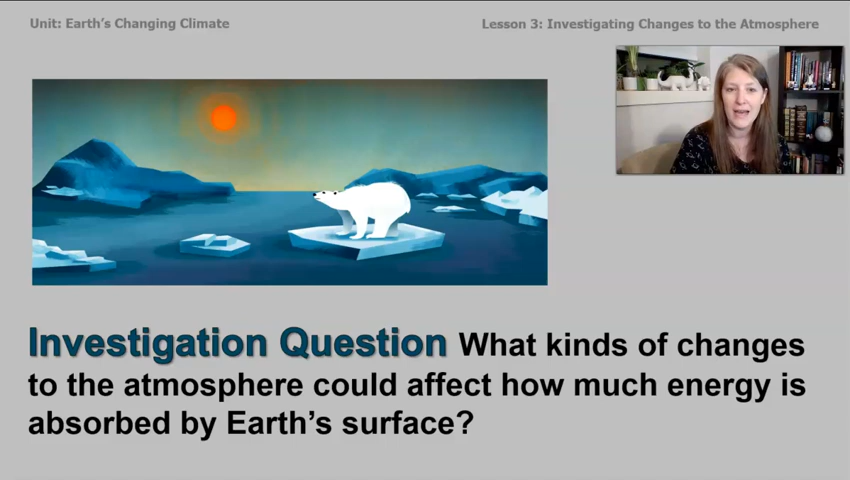 Unit: Earth's Changing Climate
Lesson 3: Investigating Changes to the Atmosphere
Investigation Question What kinds of changes
to the atmosphere could affect how much energy is
absorbed by Earth's surface?